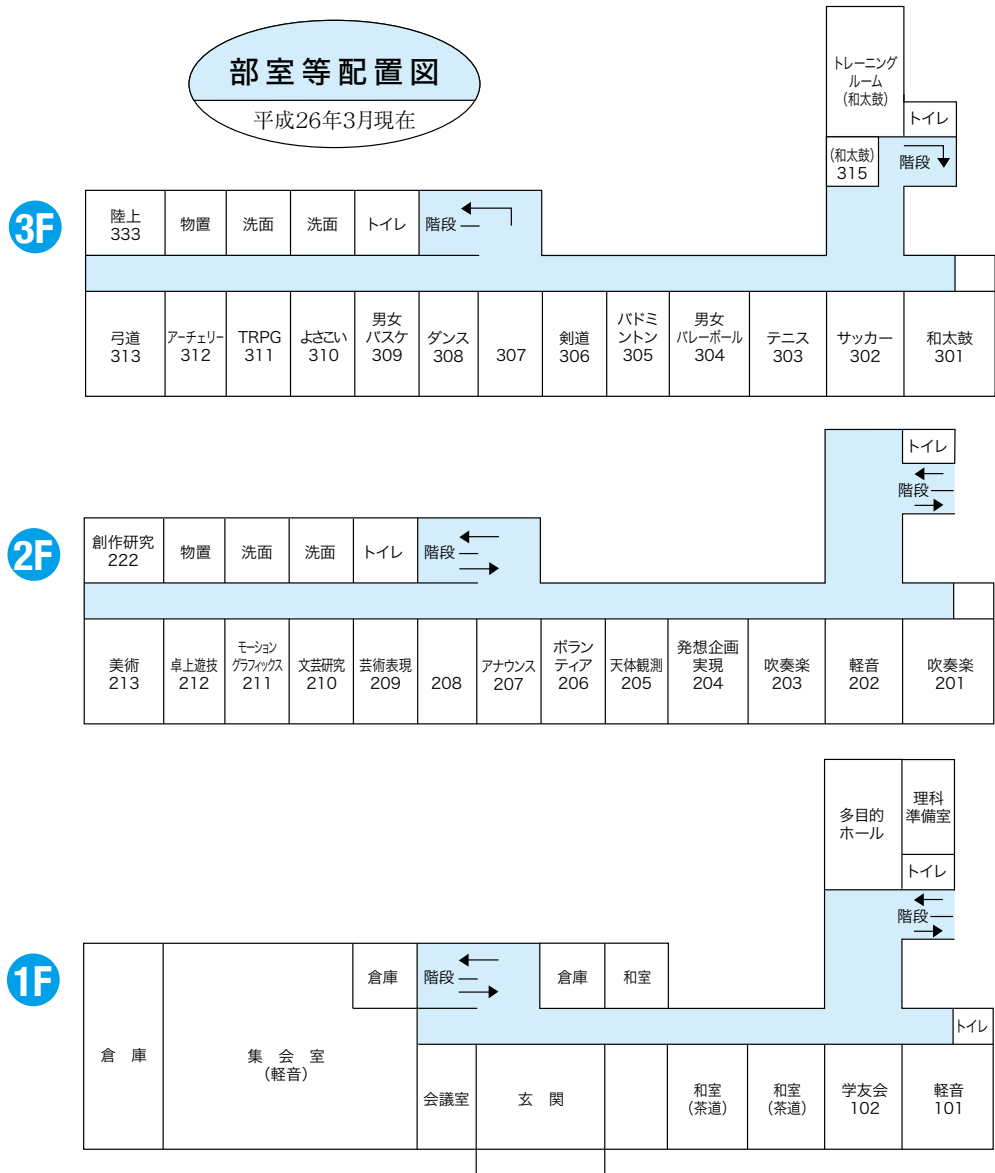 部室等配置図
平成26年3月現在
トレーニング
ルーム
(和太鼓)
トイレ
(和太鼓)
315
階段
3F
陸上
333
物置
洗面
洗面
トイレ
階段
弓道
313
アーチェリー
312
TRPG
311
よさこい
310
男女
バスケ
309
ダンス
308
307
剣道
306
バドミ
ントン
305
男女
バレーボール
304
テニス
303
サッカー
302
和太鼓
301
トイレ
階段
2F
創作研究
222
物置
洗面
洗面
トイレ
階段
美術
213
卓上遊技
212
モーション
グラフィックス
211
文芸研究
210
芸術表現
209
208
アナウンス
207
ボラン
ティア
206
天体観測
205
発想企画
実現
204
吹奏楽
203
軽音
202
吹奏楽
201
多目的
ホール
理科
準備室
トイレ
階段
1F
倉庫
集会室
(軽音)
倉庫
階段
倉庫
和室
トイレ
会議室
玄関
和室
(茶道)
和室
(茶道)
学友会
102
軽音
101